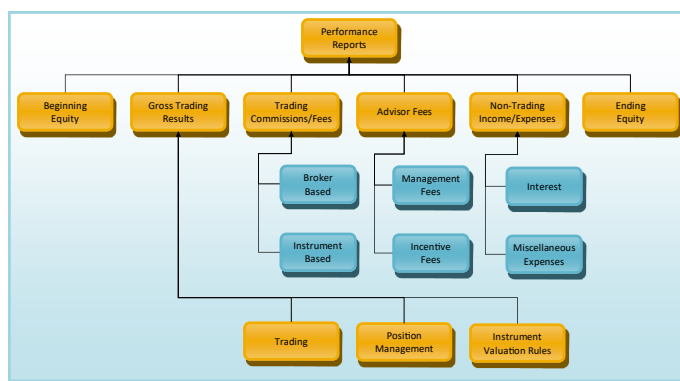 Performance
Reports
Beginning
Equity
Gross Trading
Results
Trading
Commissions/Fees
Advisor Fees
Non-Trading
Income/Expenses
Ending
Equity
Broker
Based
Management
Fees
Interest
Instrument
Based
Incentive
Fees
Miscellaneous
Expenses
Trading
Position
Management
Instrument
Valuation Rules